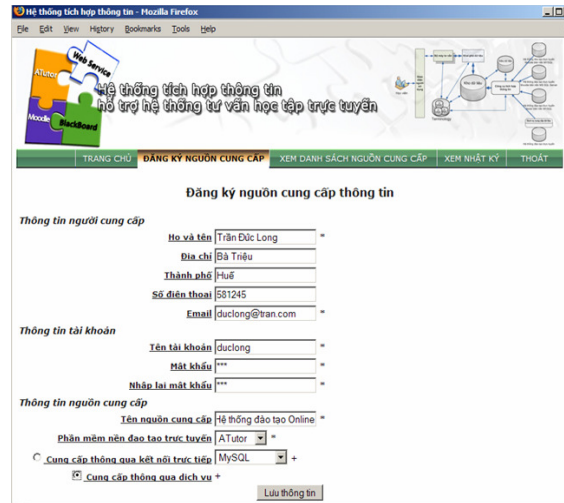 Hệ thống tích hợp thông tin - Mozilla Firefox
File Edit View History Bookmarks Tools Help
ATutor
Web Service
Moodle
BlackBoard
Hệ thống tích hợp thông tin
hỗ trợ hệ thống tư vấn học tập trực tuyến
TRANG CHỦ ĐĂNG KÝ NGUỒN CUNG CẤP XEM DANH SÁCH NGUỒN CUNG CẤP XEM NHẬT KÝ THOÁT
Đăng ký nguồn cung cấp thông tin
Thông tin người cung cấp
Họ và tên Trần Đức Long *
Địa chỉ Bà Triệu
Thành phố Huế
Số điện thoại 581245
Email duclong@tran.com *
Thông tin tài khoản
Tên tài khoản duclong *
Mật khẩu *** *
Nhập lại mật khẩu *** *
Thông tin nguồn cung cấp
Tên nguồn cung cấp Hệ thống đào tạo Online *
Phần mềm nền đào tạo trực tuyến ATutor *
Cung cấp thông qua kết nối trực tiếp MySQL +
Cung cấp thông qua dịch vụ +
Lưu thông tin